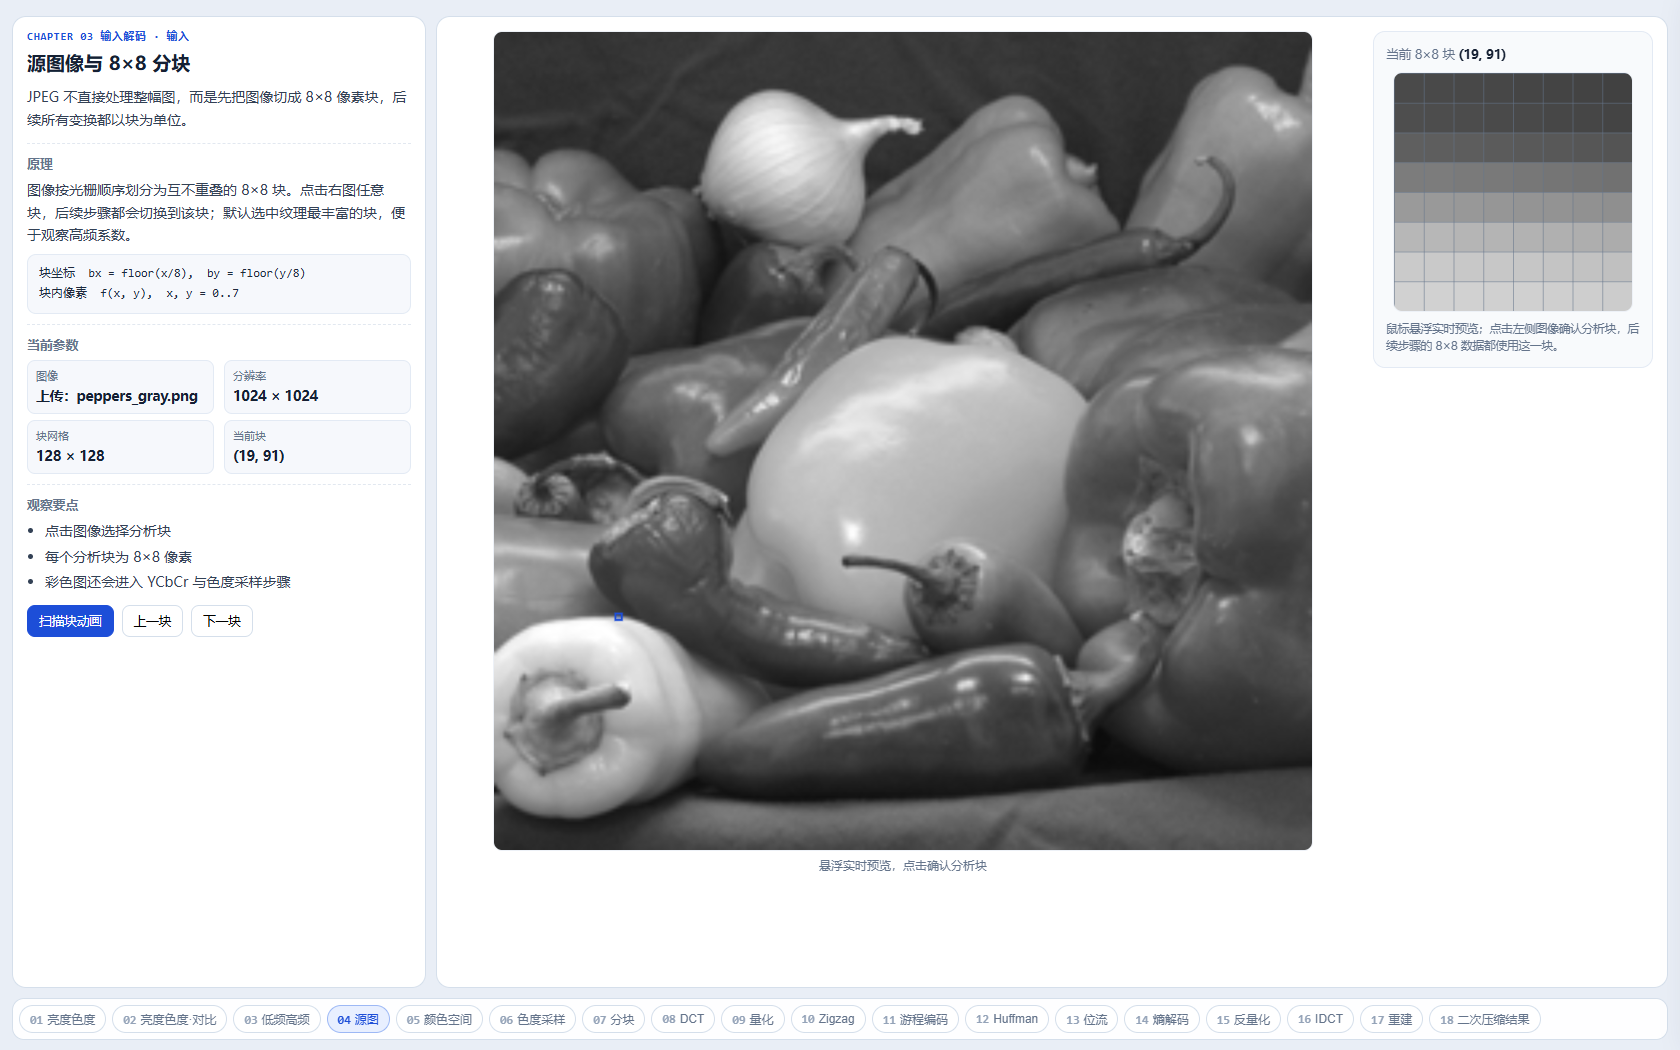 CHAPTER 03 输入解码 · 输入
源图像与 8×8 分块
JPEG 不直接处理整幅图，而是先把图像切成 8×8 像素块，后
续所有变换都以块为单位。
原理
图像按光栅顺序划分为互不重叠的 8×8 块。点击右图任意
块，后续步骤都会切换到该块；默认选中纹理最丰富的块，便
于观察高频系数。
块坐标 bx = floor(x/8), by = floor(y/8)
块内像素 f(x, y), x, y = 0..7
当前参数
图像
上传：peppers_gray.png
分辨率
1024 × 1024
块网格
128 × 128
当前块
(19, 91)
观察要点
• 点击图像选择分析块
• 每个分析块为 8×8 像素
• 彩色图还会进入 YCbCr 与色度采样步骤
扫描块动画 上一块 下一块
悬浮实时预览，点击确认分析块
当前 8×8 块 (19, 91)
鼠标悬浮实时预览；点击左侧图像确认分析块，后
续步骤的 8×8 数据都使用这一块。
01 亮度色度 02 亮度色度·对比 03 低频高频 04 源图 05 颜色空间 06 色度采样 07 分块 08 DCT 09 量化 10 Zigzag 11 游程编码 12 Huffman 13 位流 14 熵解码 15 反量化 16 IDCT 17 重建 18 二次压缩结果